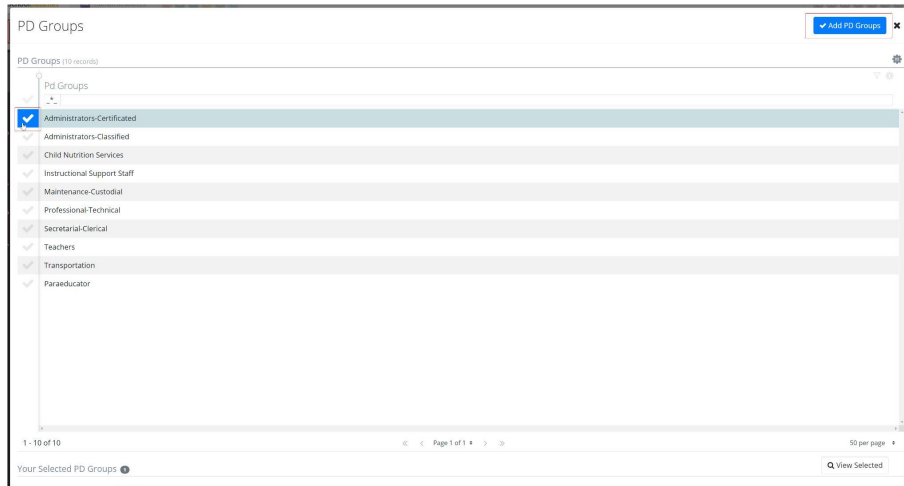 PD Groups
Add PD Groups
PD Groups (10 records)
Pd Groups
_*_
Administrators-Certificated
Administrators-Classified
Child Nutrition Services
Instructional Support Staff
Maintenance-Custodial
Professional-Technical
Secretarial-Clerical
Teachers
Transportation
Paraeducator
1 - 10 of 10
Page 1 of 1
50 per page
Your Selected PD Groups 1
View Selected